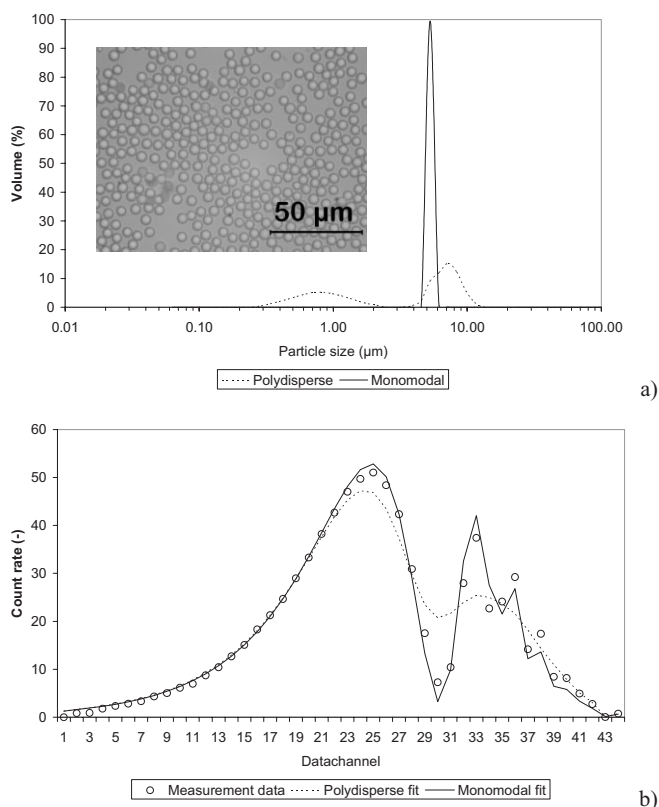 100
90
80
70
60
50
40
30
20
10
0
Volume (%)
50 µm
0.01 0.10 1.00 10.00 100.00
Particle size (µm)
Polydisperse Monomodal
a)
60
50
40
30
20
10
0
Count rate (-)
1 3 5 7 9 11 13 15 17 19 21 23 25 27 29 31 33 35 37 39 41 43
Datachannel
Measurement data Polydisperse fit Monomodal fit
b)